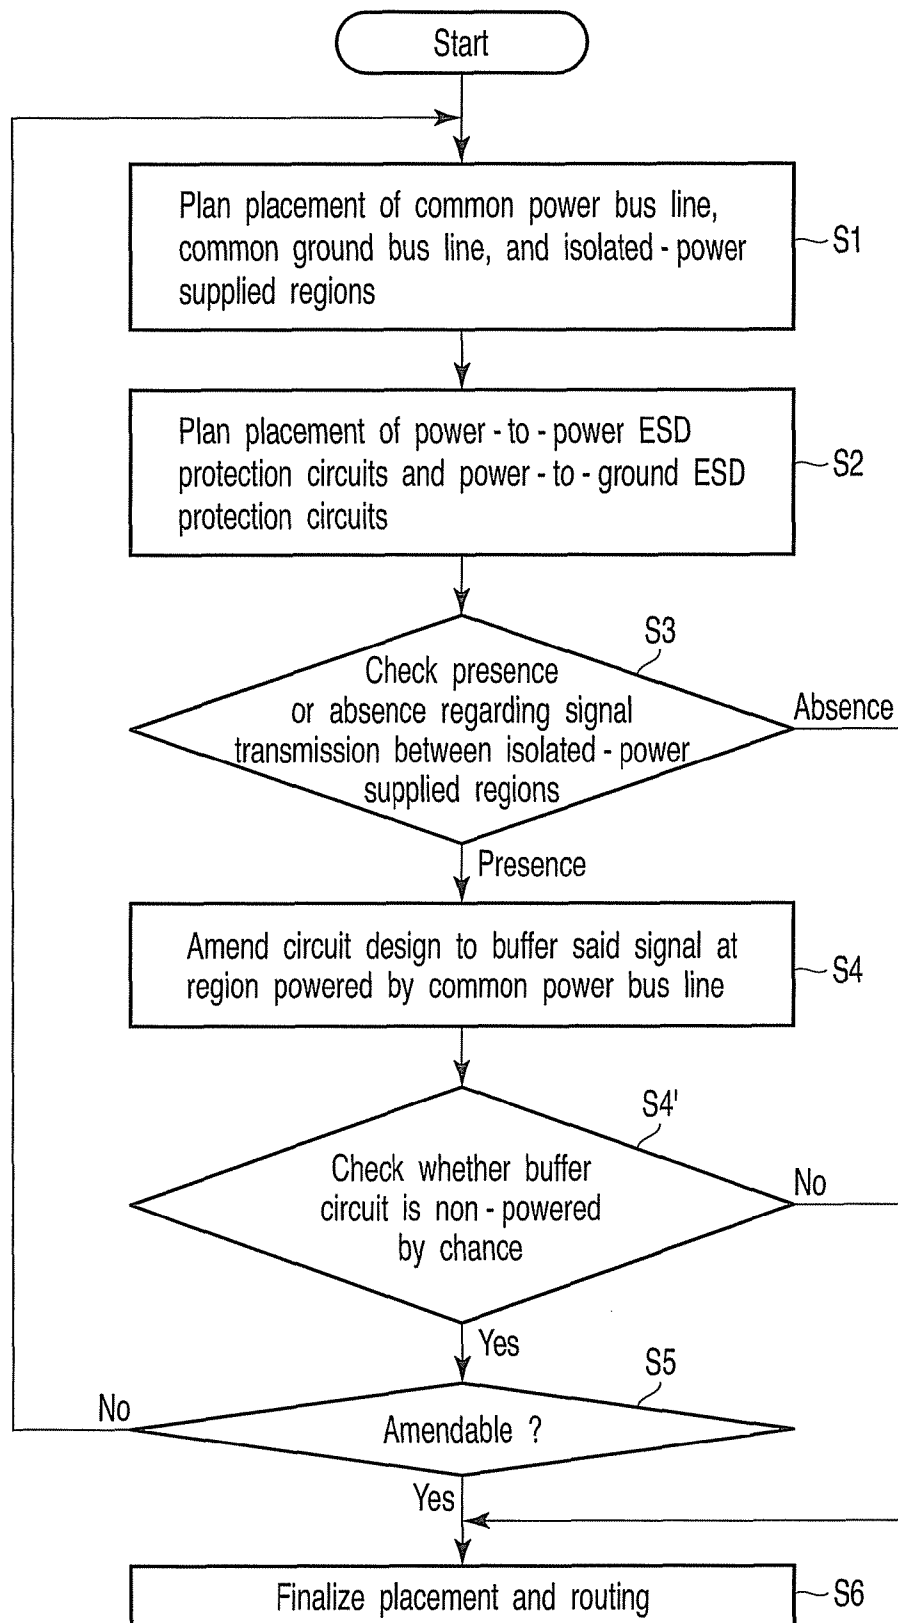 Start
Plan placement of common power bus line,
common ground bus line, and isolated - power
supplied regions
S1
Plan placement of power - to - power ESD
protection circuits and power - to - ground ESD
protection circuits
S2
S3
Check presence
or absence regarding signal
transmission between isolated - power
supplied regions
Absence
Presence
Amend circuit design to buffer said signal at
region powered by common power bus line
S4
S4'
Check whether buffer
circuit is non - powered
by chance
No
Yes
S5
No
Amendable ?
Yes
Finalize placement and routing
S6